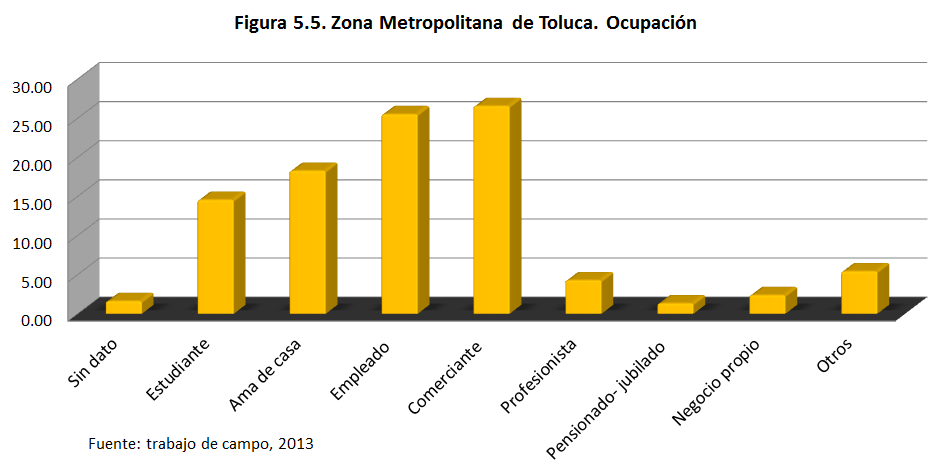 Figura 5.5. Zona Metropolitana de Toluca. Ocupación
30.00
25.00
20.00
15.00
10.00
5.00
0.00
Sin dato
Estudiante
Ama de casa
Empleado
Comerciante
Profesionista
Pensionado- jubilado
Negocio propio
Otros
Fuente: trabajo de campo, 2013